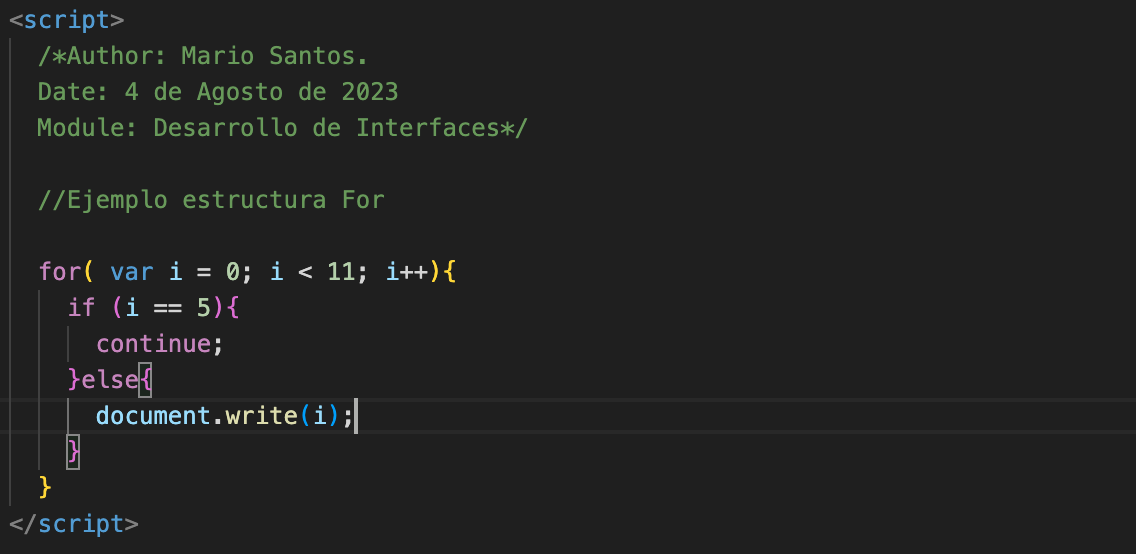 <script>
/*Author: Mario Santos.
Date: 4 de Agosto de 2023
Module: Desarrollo de Interfaces*/
//Ejemplo estructura For
for( var i = 0; i < 11; i++){
if (i == 5){
continue;
}else{
document.write(i);
}
}
</script>